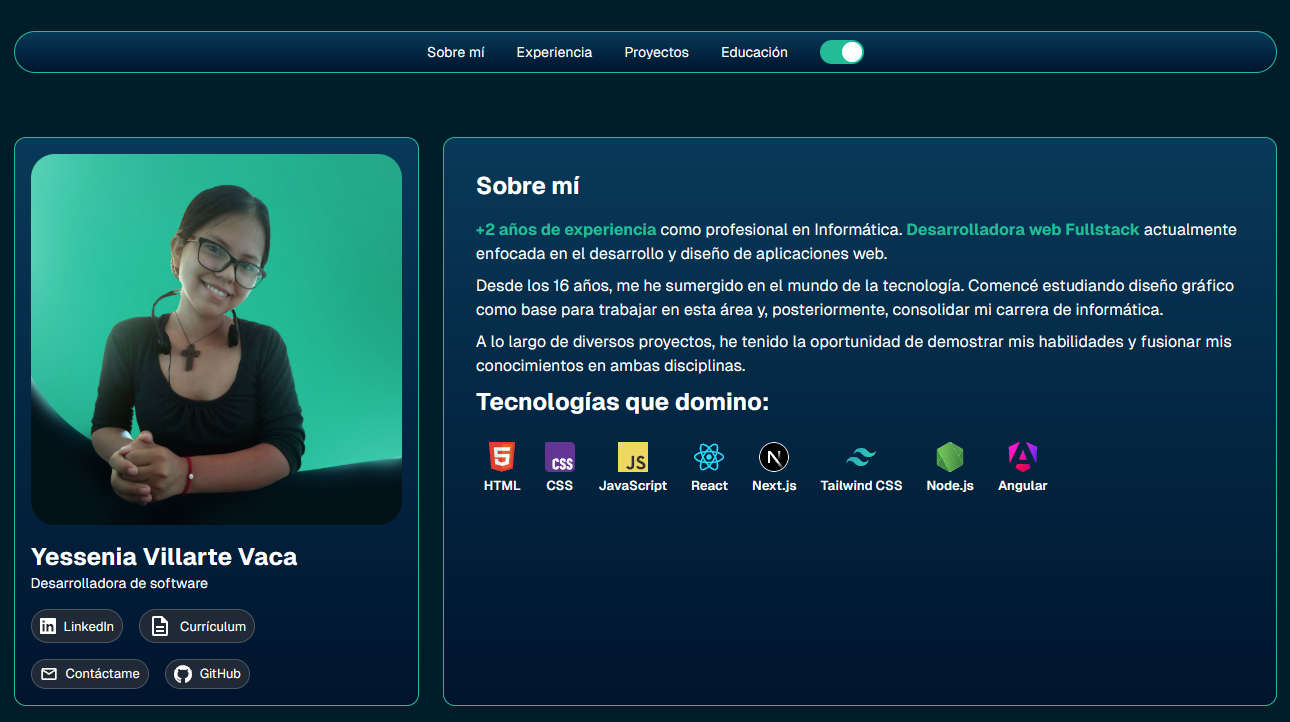 Sobre mí
Experiencia
Proyectos
Educación
Yessenia Villarte Vaca
Desarrolladora de software
LinkedIn
Currículum
Contáctame
GitHub
Sobre mí
+2 años de experiencia como profesional en Informática. Desarrolladora web Fullstack actualmente
enfocada en el desarrollo y diseño de aplicaciones web.
Desde los 16 años, me he sumergido en el mundo de la tecnología. Comencé estudiando diseño gráfico
como base para trabajar en esta área y, posteriormente, consolidar mi carrera de informática.
A lo largo de diversos proyectos, he tenido la oportunidad de demostrar mis habilidades y fusionar mis
conocimientos en ambas disciplinas.
Tecnologías que domino:
HTML
CSS
JavaScript
React
Next.js
Tailwind CSS
Node.js
Angular